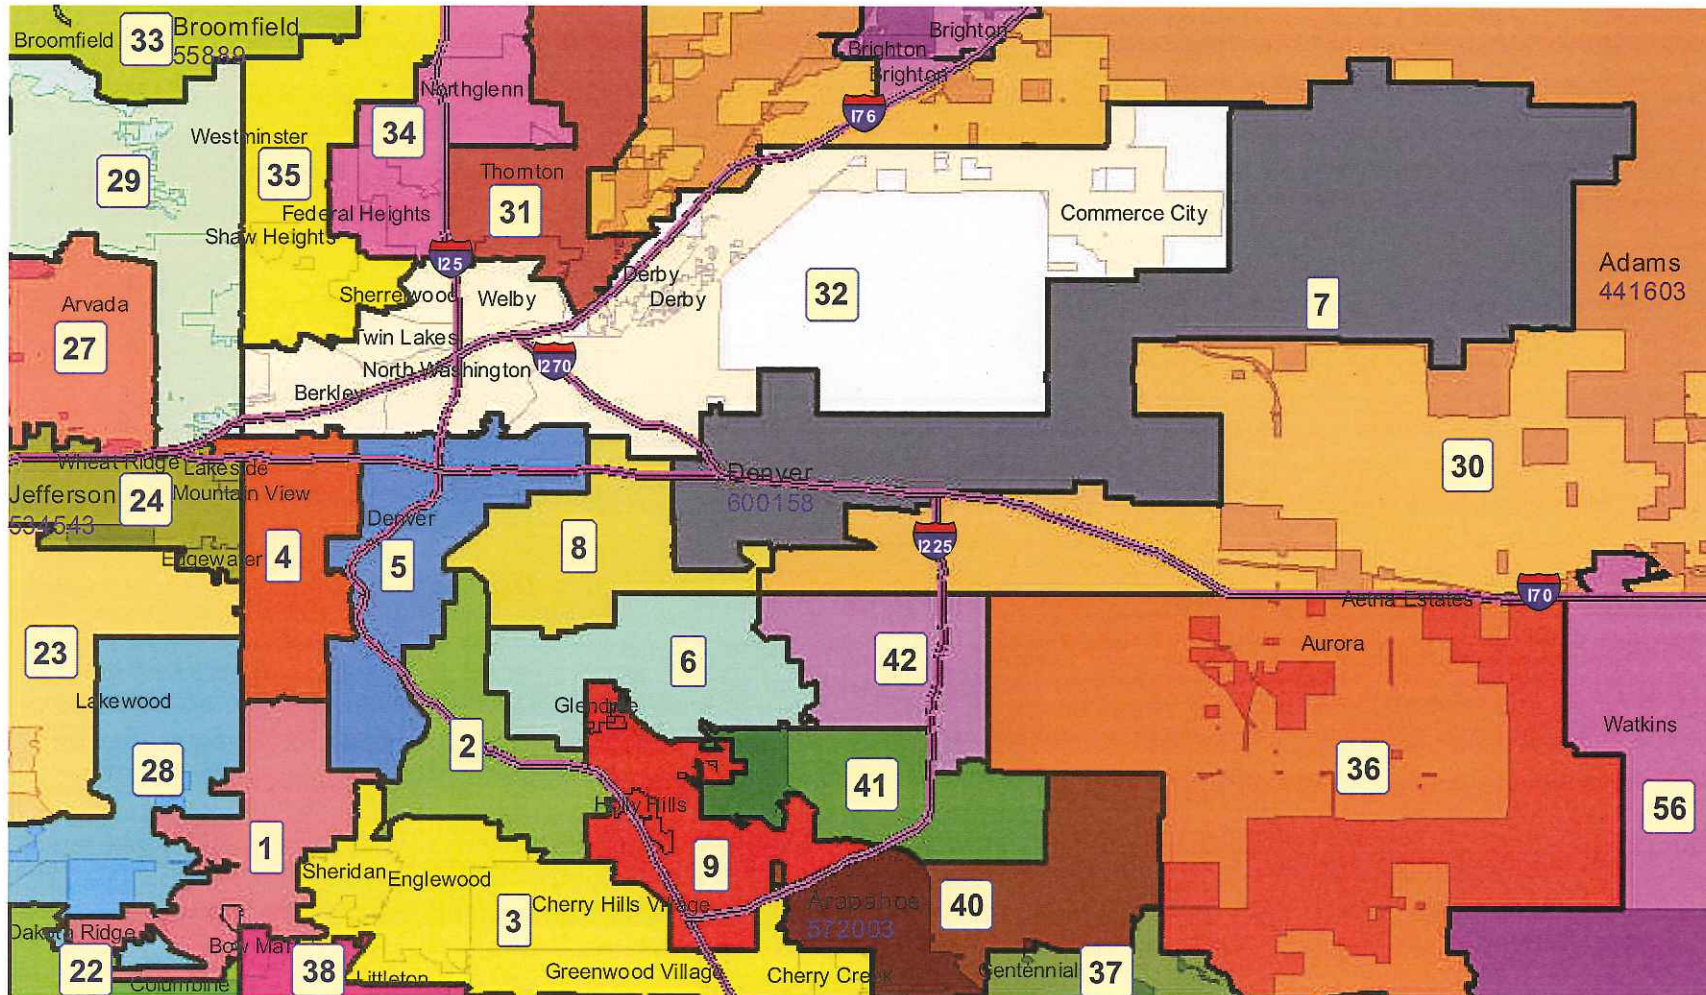 Broomfield
33
Broomfield
55889
Brighton
Brighton
Brighton
I76
Northglenn
34
Westminster
29
35
Thornton
31
Federal Heights
Shaw Heights
Commerce City
I25
Derby
Derby
Sherrelwood
Welby
32
7
Adams
441603
Arvada
27
Twin Lakes
North Washington
I270
Berkley
Wheat Ridge
Lakeside
Jefferson
534543
24
Mountain View
Denver
600158
30
Denver
Edgewater
4
5
8
I225
Aetna Estates
I70
23
6
42
Aurora
Lakewood
Glendale
2
Watkins
28
41
36
Holly Hills
56
1
Sheridan
Englewood
9
3
Cherry Hills Village
Arapahoe
572003
40
Dakota Ridge
Bow Mar
22
38
Columbine
Littleton
Greenwood Village
Cherry Creek
Centennial
37